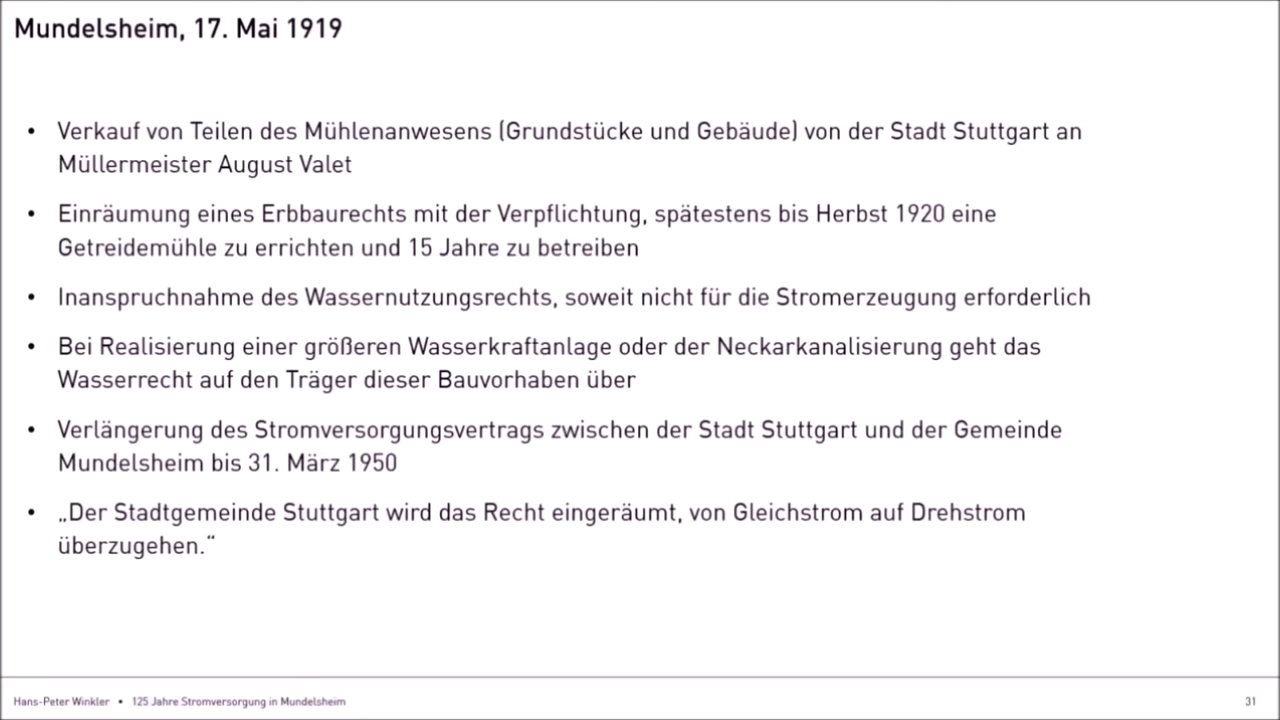 Mundelsheim, 17. Mai 1919
• Verkauf von Teilen des Mühlenanwesens (Grundstücke und Gebäude) von der Stadt Stuttgart an
Müllermeister August Valet
• Einräumung eines Erbbaurechts mit der Verpflichtung, spätestens bis Herbst 1920 eine
Getreidemühle zu errichten und 15 Jahre zu betreiben
• Inanspruchnahme des Wassernutzungsrechts, soweit nicht für die Stromerzeugung erforderlich
• Bei Realisierung einer größeren Wasserkraftanlage oder der Neckarkanalisierung geht das
Wasserrecht auf den Träger dieser Bauvorhaben über
• Verlängerung des Stromversorgungsvertrags zwischen der Stadt Stuttgart und der Gemeinde
Mundelsheim bis 31. März 1950
• „Der Stadtgemeinde Stuttgart wird das Recht eingeräumt, von Gleichstrom auf Drehstrom
überzugehen.“
Hans-Peter Winkler • 125 Jahre Stromversorgung in Mundelsheim 31